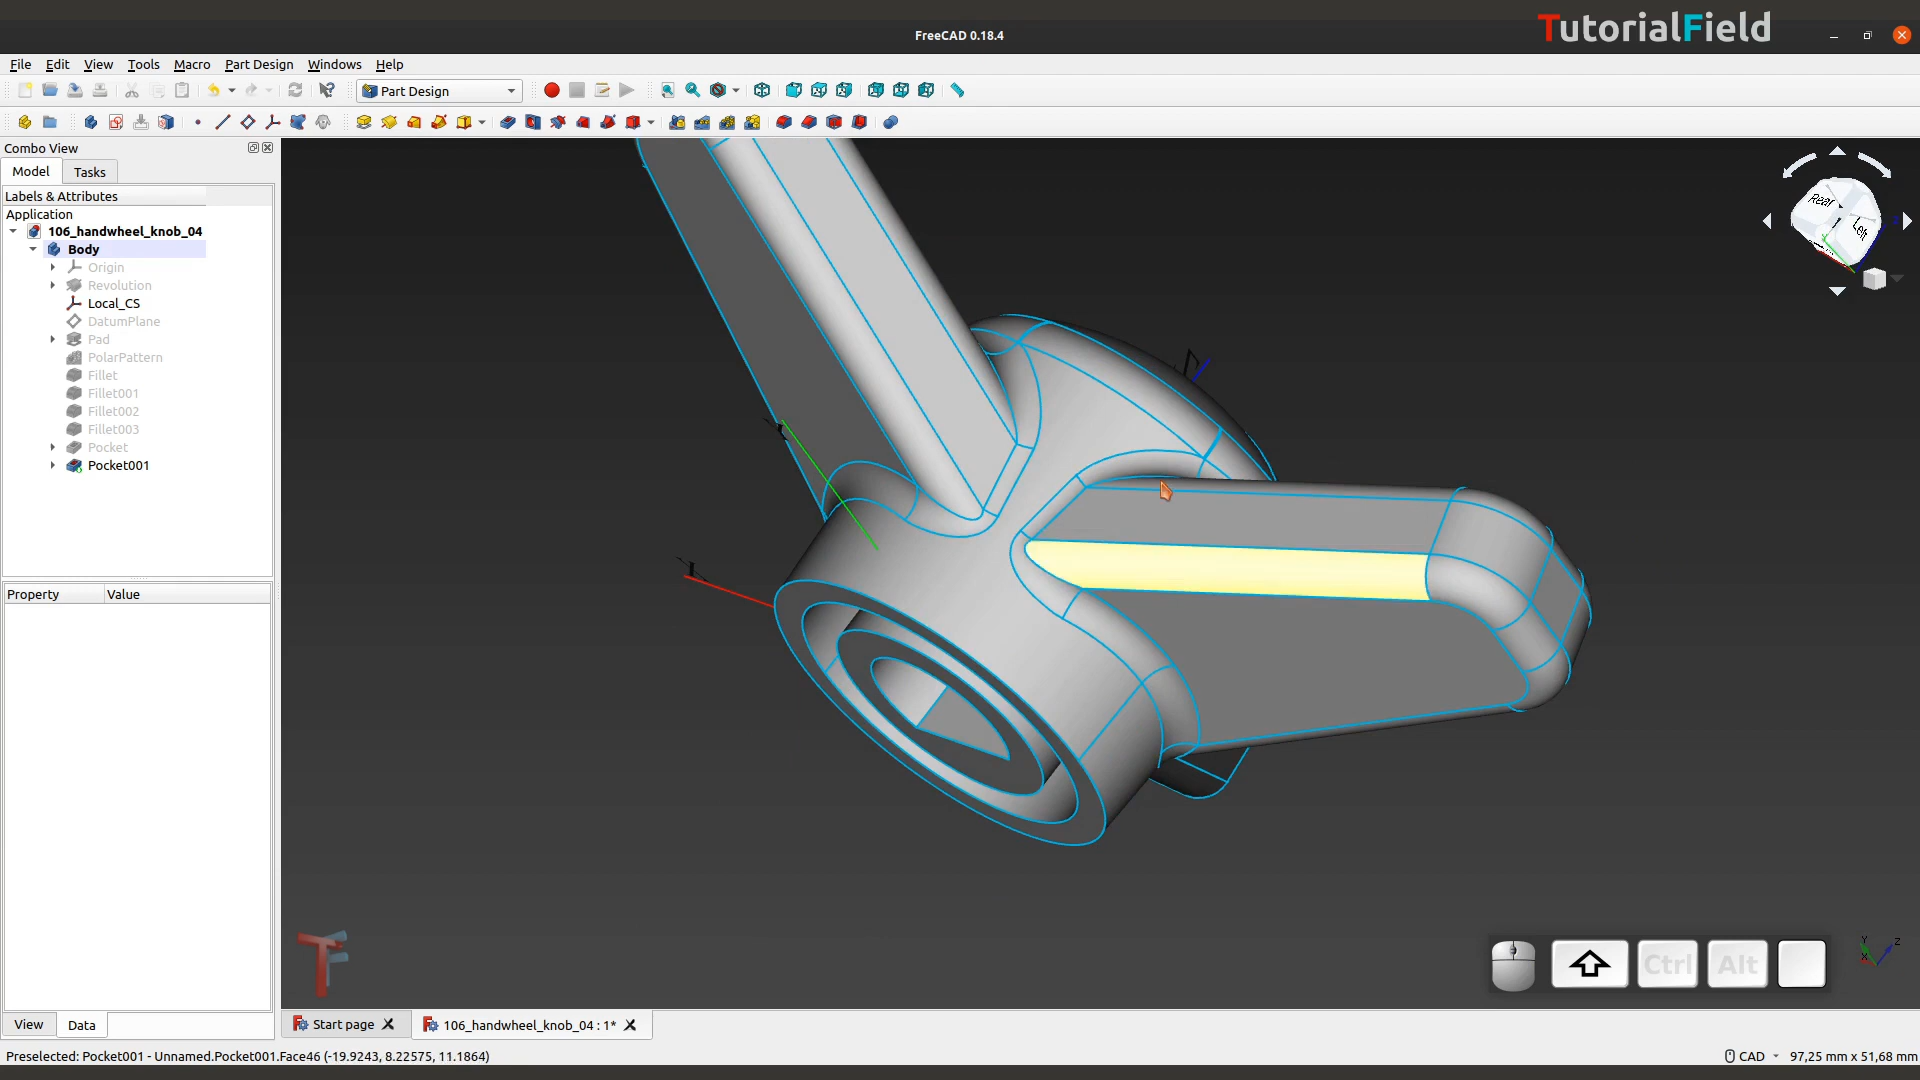 TutorialField
FreeCAD 0.18.4
File Edit View Tools Macro Part Design Windows Help
Part Design
Combo View
Model Tasks
Labels & Attributes
Application
106_handwheel_knob_04
Body
Origin
Revolution
Local_CS
DatumPlane
Pad
PolarPattern
Fillet
Fillet001
Fillet002
Fillet003
Pocket
Pocket001
Rear
Left
Property Value
Ctrl Alt
Y
Z
X
View Data
Start page
106_handwheel_knob_04 : 1*
Preselected: Pocket001 - Unnamed.Pocket001.Face46 (-19.9243, 8.22575, 11.1864)
CAD 97,25 mm x 51,68 mm